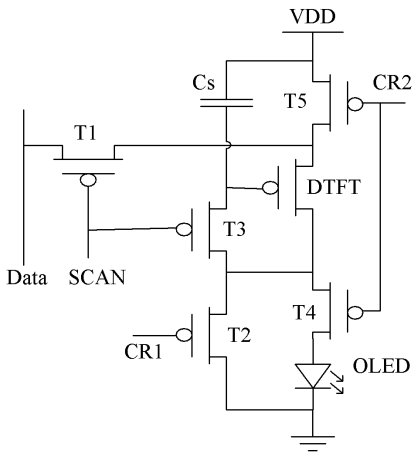 VDD
Cs
T5
CR2
T1
DTFT
T3
Data
SCAN
T4
T2
CR1
OLED